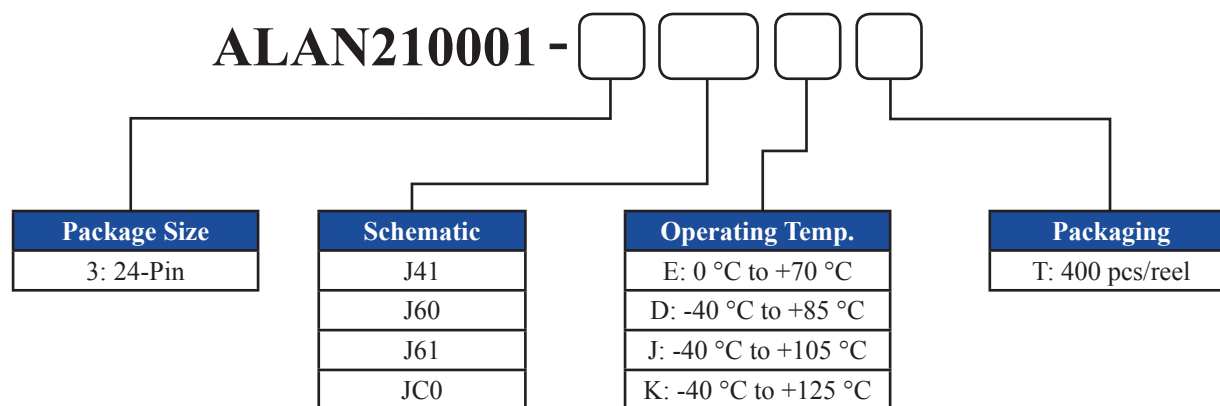 ALAN210001 -
Package Size
3: 24-Pin
Schematic
J41
J60
J61
JC0
Operating Temp.
E: 0 °C to +70 °C
D: -40 °C to +85 °C
J: -40 °C to +105 °C
K: -40 °C to +125 °C
Packaging
T: 400 pcs/reel